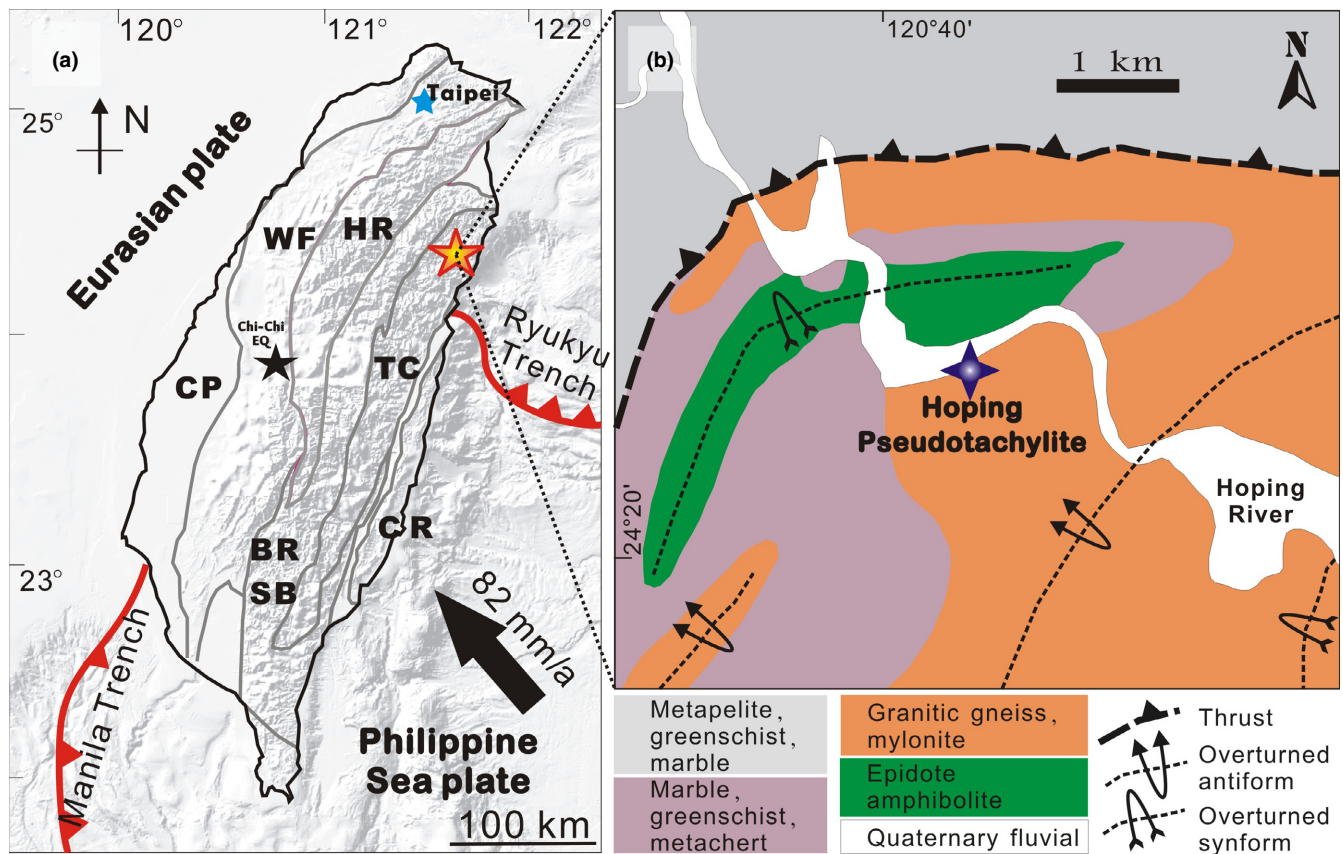 120°
121°
122°
(a)
Taipei
25°
N
Eurasian plate
WF
HR
Chi-Chi
EQ
CP
TC
Ryukyu
Trench
CR
BR
SB
23°
82 mm/a
Manila Trench
Philippine
Sea plate
100 km
120°40'
(b)
1 km
N
Hoping
Pseudotachylite
24°20'
Hoping
River
Metapelite,
greenschist,
marble
Marble,
greenschist,
metachert
Granitic gneiss,
mylonite
Epidote
amphibolite
Quaternary fluvial
Thrust
Overturned
antiform
Overturned
synform